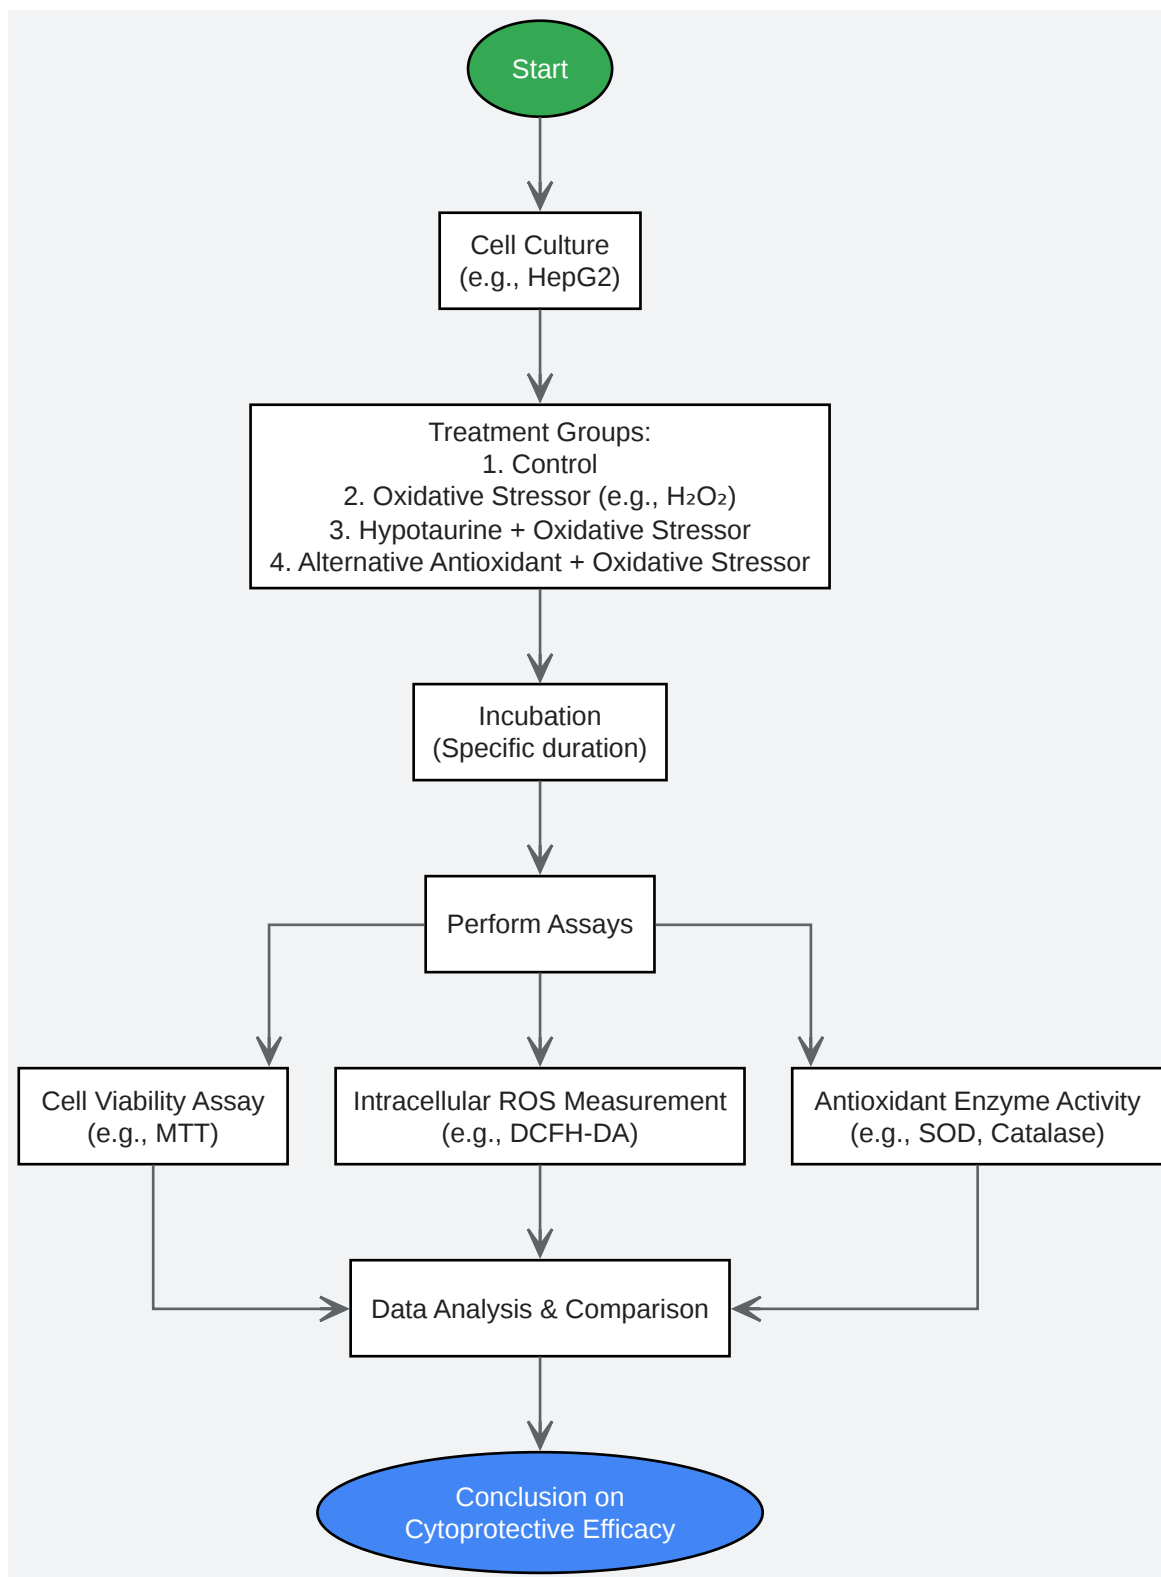 Start
Cell Culture
(e.g., HepG2)
Treatment Groups:
1. Control
2. Oxidative Stressor (e.g., H₂O₂)
3. Hypotaurine + Oxidative Stressor
4. Alternative Antioxidant + Oxidative Stressor
Incubation
(Specific duration)
Perform Assays
Cell Viability Assay
(e.g., MTT)
Intracellular ROS Measurement
(e.g., DCFH-DA)
Antioxidant Enzyme Activity
(e.g., SOD, Catalase)
Data Analysis & Comparison
Conclusion on
Cytoprotective Efficacy